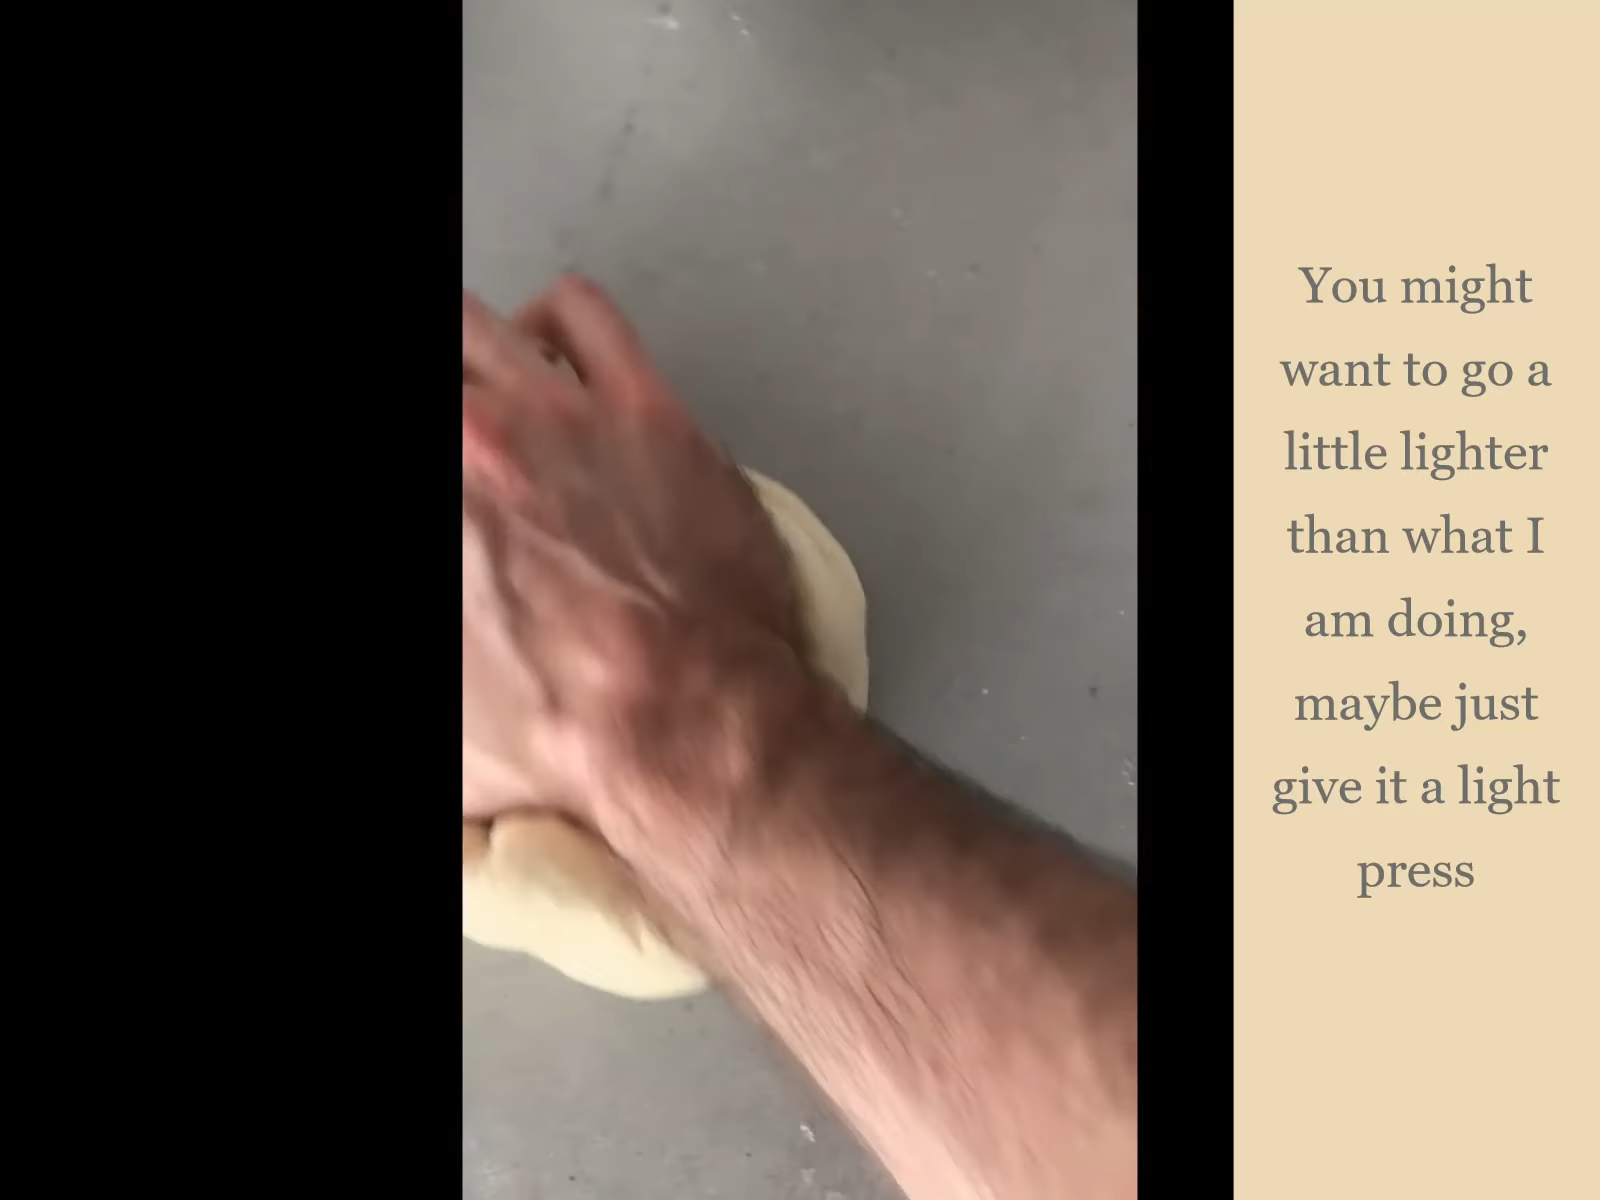 You might
want to go a
little lighter
than what I
am doing,
maybe just
give it a light
press